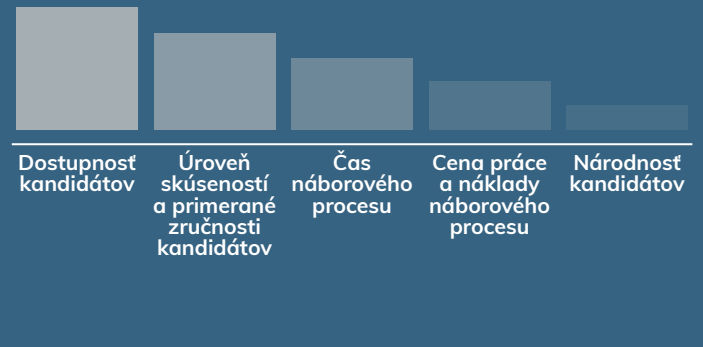 Dostupnosť
kandidátov
Úroveň
skúseností
a primerané
zručnosti
kandidátov
Čas
náborového
procesu
Cena práce
a náklady
náborového
procesu
Národnosť
kandidátov